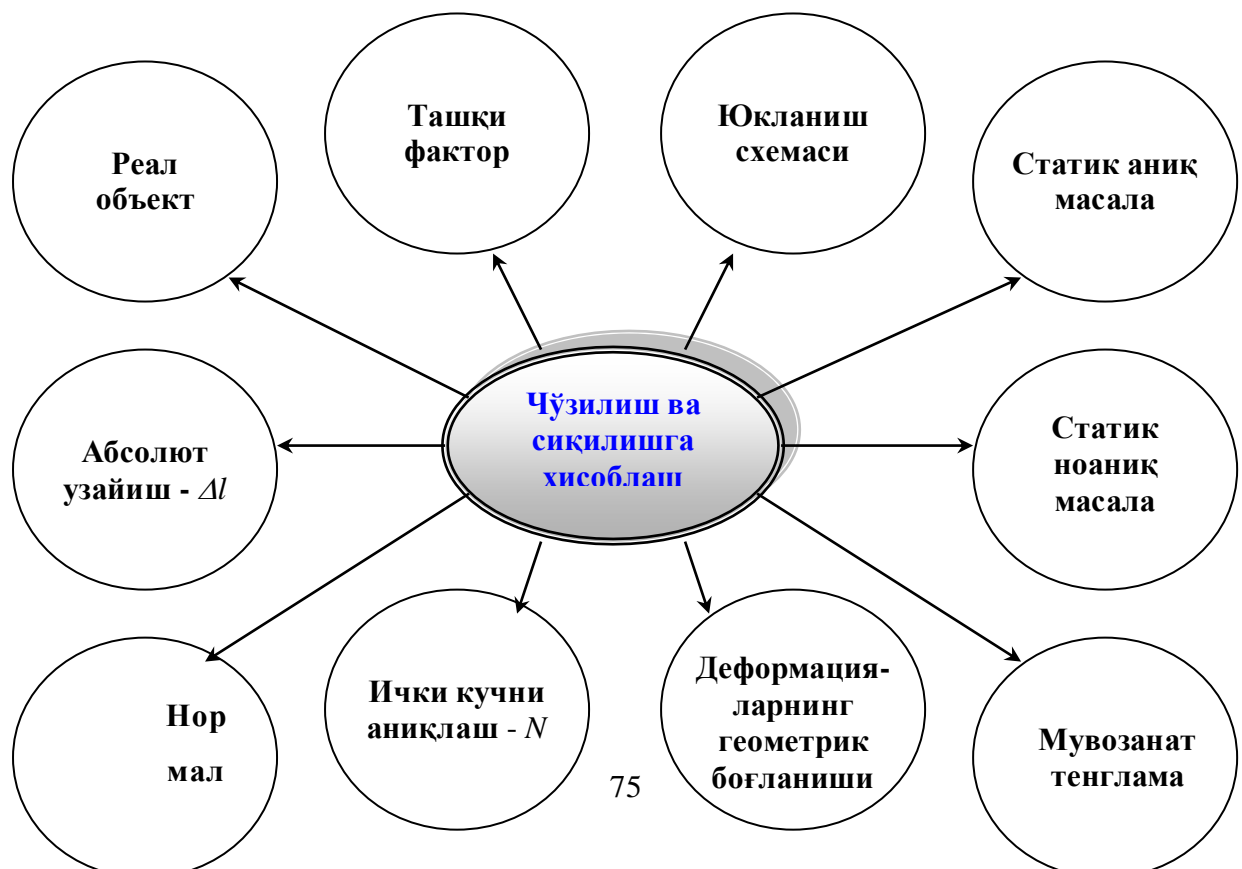 Реал
объект
Ташқи
фактор
Юкланиш
схемаси
Статик аниқ
масала
Чўзилиш ва
сиқилишга
ҳисоблаш
Абсолют
узайиш - Δl
Статик
ноаниқ
масала
Нор
мал
Ички кучни
аниқлаш - N
Деформация-
ларнинг
геометрик
боғланиши
Мувозанат
тенглама
75